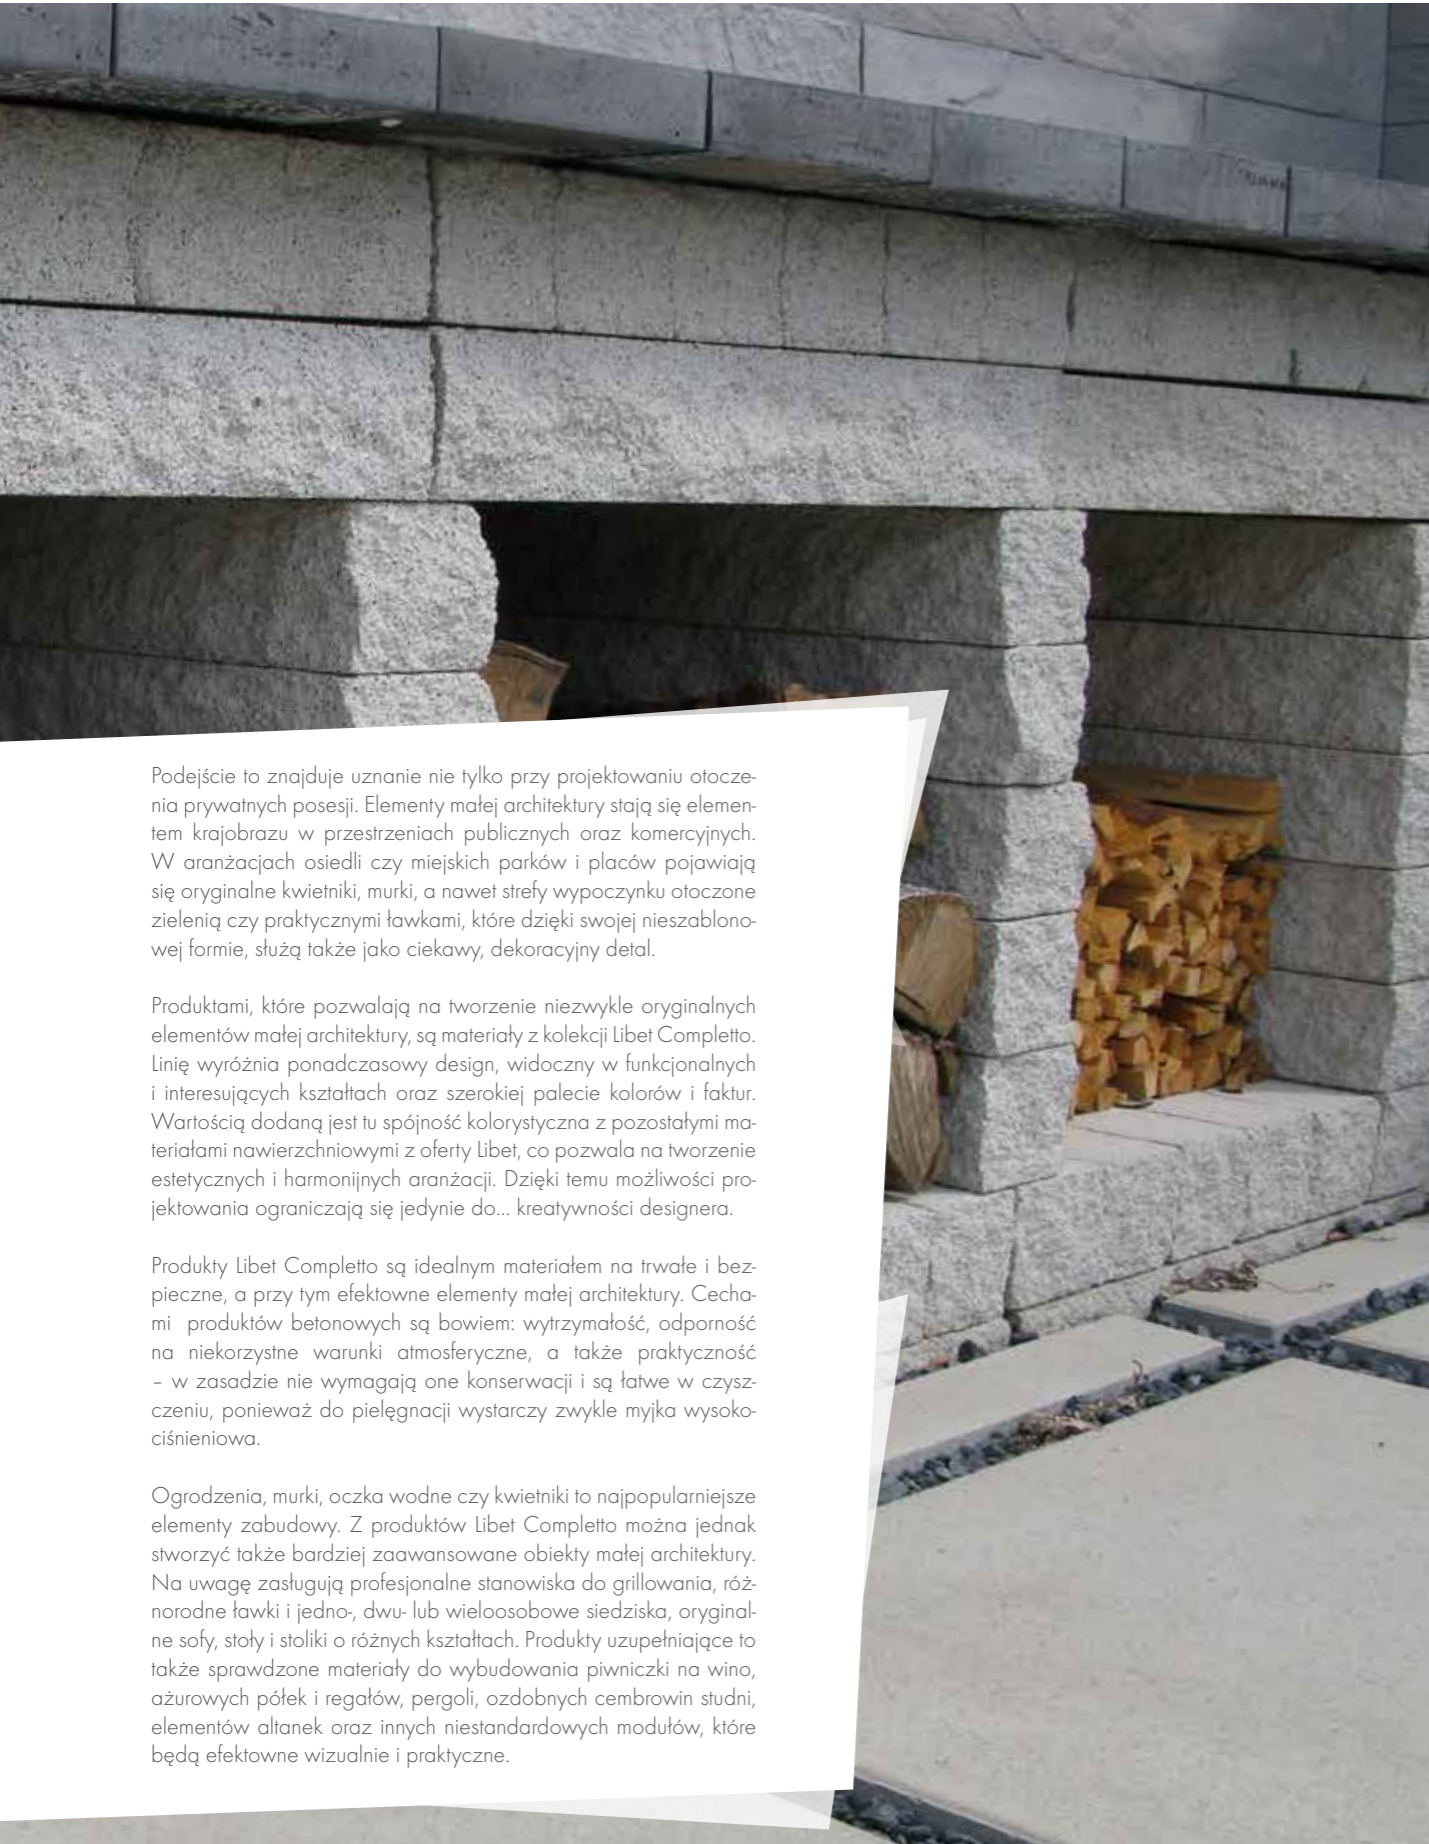 Podejście to znajduje uznanie nie tylko przy projektowaniu otocze-
nia prywatnych posesji. Elementy małej architektury stają się elemen-
tem krajobrazu w przestrzeniach publicznych oraz komercyjnych.
W aranżacjach osiedli czy miejskich parków i placów pojawiają
się oryginalne kwietniki, murki, a nawet strefy wypoczynku otoczone
zielenią czy praktycznymi ławkami, które dzięki swojej nieszablono-
wej formie, służą także jako ciekawy, dekoracyjny detal.

Produktami, które pozwalają na tworzenie niezwykle oryginalnych
elementów małej architektury, są materiały z kolekcji Libet Completto.
Linię wyróżnia ponadczasowy design, widoczny w funkcjonalnych
i interesujących kształtach oraz szerokiej palecie kolorów i faktur.
Wartością dodaną jest tu spójność kolorystyczna z pozostałymi ma-
teriałami nawierzchniowymi z oferty Libet, co pozwala na tworzenie
estetycznych i harmonijnych aranżacji. Dzięki temu możliwości pro-
jektowania ograniczają się jedynie do... kreatywności designera.

Produkty Libet Completto są idealnym materiałem na trwałe i bez-
pieczne, a przy tym efektowne elementy małej architektury. Cecha-
mi produktów betonowych są bowiem: wytrzymałość, odporność
na niekorzystne warunki atmosferyczne, a także praktyczność
– w zasadzie nie wymagają one konserwacji i są łatwe w czysz-
czeniu, ponieważ do pielęgnacji wystarczy zwykle myjka wysoko-
ciśnieniowa.

Ogrodzenia, murki, oczka wodne czy kwietniki to najpopularniejsze
elementy zabudowy. Z produktów Libet Completto można jednak
stworzyć także bardziej zaawansowane obiekty małej architektury.
Na uwagę zasługują profesjonalne stanowiska do grillowania, róż-
norodne ławki i jedno-, dwu- lub wieloosobowe siedziska, oryginal-
ne sofy, stoły i stoliki o różnych kształtach. Produkty uzupełniające to
także sprawdzone materiały do wybudowania piwniczki na wino,
ażurowych półek i regałów, pergoli, ozdobnych cembrowin studni,
elementów altanek oraz innych niestandardowych modułów, które
będą efektowne wizualnie i praktyczne.